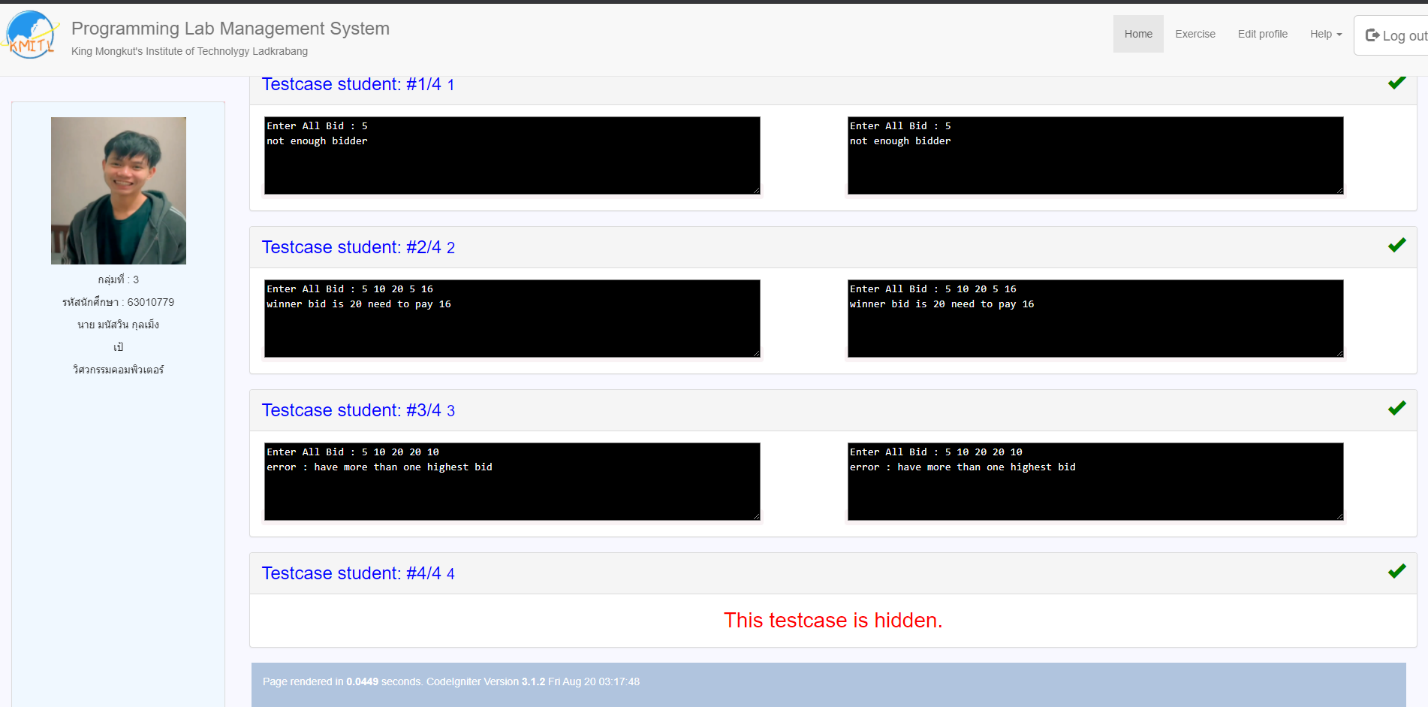 KMITL
Programming Lab Management System
King Mongkut's Institute of Technolygy Ladkrabang
Home
Exercise
Edit profile
Help
Log out
กลุ่มที่ : 3
รหัสนักศึกษา : 63010779
นาย มนัสวิน กุลเม็ง
เป้
วิศวกรรมคอมพิวเตอร์
Testcase student: #1/4 1
Enter All Bid : 5
not enough bidder
Enter All Bid : 5
not enough bidder
Testcase student: #2/4 2
Enter All Bid : 5 10 20 5 16
winner bid is 20 need to pay 16
Enter All Bid : 5 10 20 5 16
winner bid is 20 need to pay 16
Testcase student: #3/4 3
Enter All Bid : 5 10 20 20 10
error : have more than one highest bid
Enter All Bid : 5 10 20 20 10
error : have more than one highest bid
Testcase student: #4/4 4
This testcase is hidden.
Page rendered in 0.0449 seconds. CodeIgniter Version 3.1.2 Fri Aug 20 03:17:48